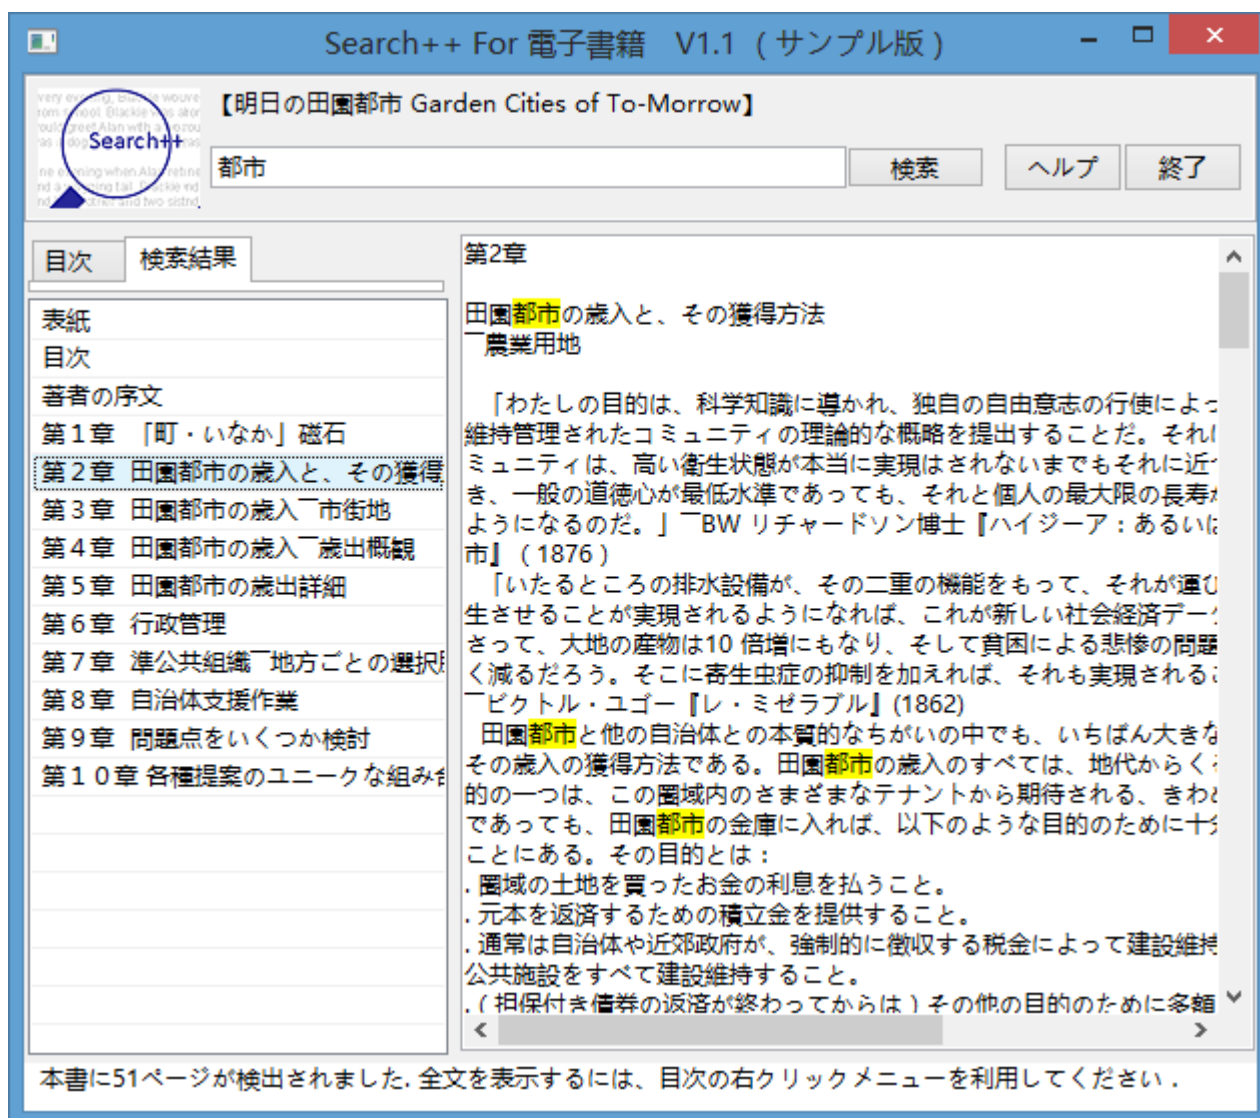 Search++ For 電子書籍 V1.1 (サンプル版)
【明日の田園都市 Garden Cities of To-Morrow】
Search++
都市
検索
ヘルプ
終了
目次
検索結果
表紙
目次
著者の序文
第1章 「町・いなか」磁石
第2章 田園都市の歳入と、その獲得
第3章 田園都市の歳入―市街地
第4章 田園都市の歳入―歳出概観
第5章 田園都市の歳出詳細
第6章 行政管理
第7章 準公共組織―地方ごとの選択
第8章 自治体支援作業
第9章 問題点をいくつか検討
第10章 各種提案のユニークな組み
第2章
田園都市の歳入と、その獲得方法
―農業用地
「わたしの目的は、科学知識に導かれ、独自の自由意志の行使によっ
維持管理されたコミュニティの理論的な概略を提出することだ。それ
ミュニティは、高い衛生状態が本当に実現はされないまでもそれに近
き、一般の道徳心が最低水準であっても、それと個人の最大限の長寿
ようになるのだ。」―BW リチャードソン博士『ハイジーア：あるい
市』(1876)
「いたるところの排水設備が、その二重の機能をもって、それが運
生させることが実現されるようになれば、これが新しい社会経済デー
さって、大地の産物は10 倍増にもなり、そして貧困による悲惨の問題
く減るだろう。そこに寄生虫症の抑制を加えれば、それも実現される
―ビクトル・ユゴー『レ・ミゼラブル』(1862)
田園都市と他の自治体との本質的なちがいの中でも、いちばん大きな
その歳入の獲得方法である。田園都市の歳入のすべては、地代からく
的の一つは、この圏域内のさまざまなテナントから期待される、きわ
であっても、田園都市の金庫に入れば、以下のような目的のために十
ことにある。その目的とは：
. 圏域の土地を買ったお金の利息を払うこと。
. 元本を返済するための積立金を提供すること。
. 通常は自治体や近郊政府が、強制的に徴収する税金によって建設維持
公共施設をすべて建設維持すること。
. (担保付き債券の返済が終わってからは)その他の目的のために多額
本書に51ページが検出されました. 全文を表示するには、目次の右クリックメニューを利用してください .